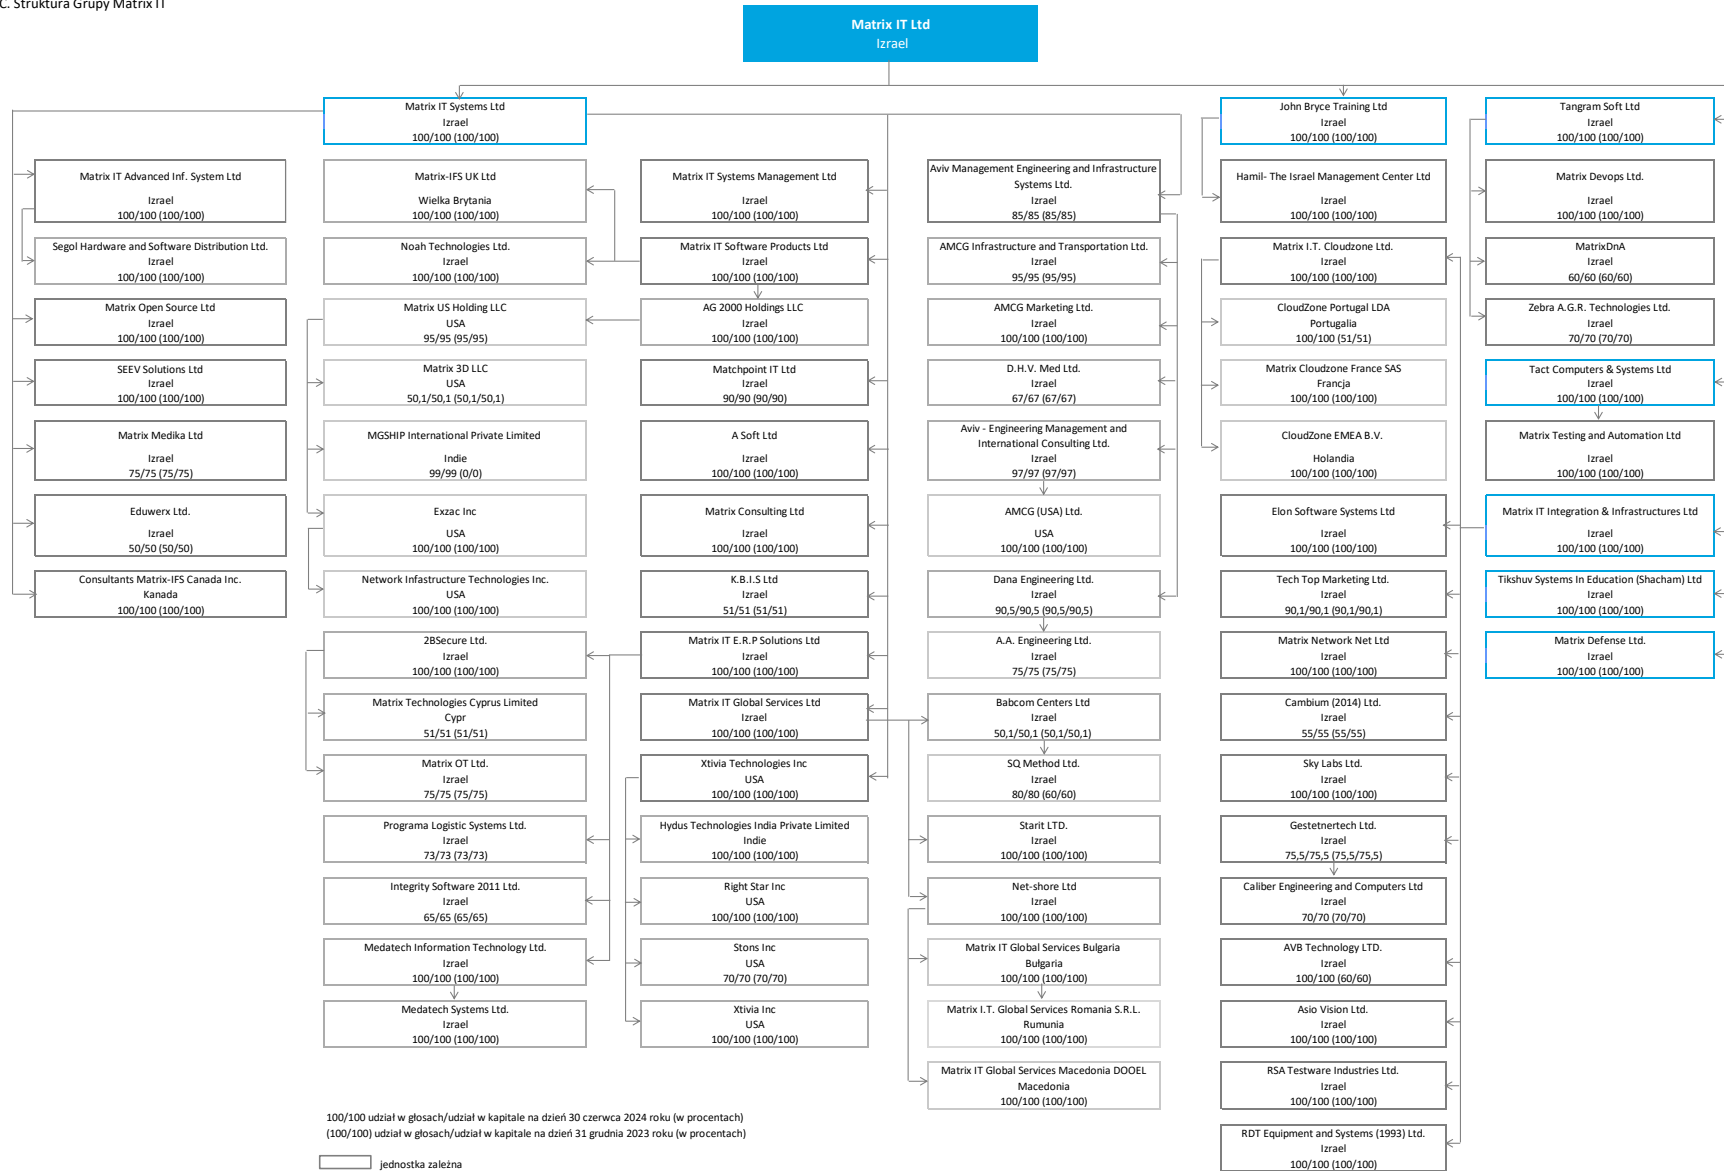 C. Struktura Grupy Matrix IT
Matrix IT Ltd
Izrael
Matrix IT Systems Ltd
Izrael
100/100 (100/100)
John Bryce Training Ltd
Izrael
100/100 (100/100)
Tangram Soft Ltd
Izrael
100/100 (100/100)
Matrix IT Advanced Inf. System Ltd
Izrael
100/100 (100/100)
Matrix-IFS UK Ltd
Wielka Brytania
100/100 (100/100)
Matrix IT Systems Management Ltd
Izrael
100/100 (100/100)
Aviv Management Engineering and Infrastructure
Systems Ltd.
Izrael
85/85 (85/85)
Hamil- The Israel Management Center Ltd
Izrael
100/100 (100/100)
Matrix Devops Ltd.
Izrael
100/100 (100/100)
Segol Hardware and Software Distribution Ltd.
Izrael
100/100 (100/100)
Noah Technologies Ltd.
Izrael
100/100 (100/100)
Matrix IT Software Products Ltd
Izrael
100/100 (100/100)
AMCG Infrastructure and Transportation Ltd.
Izrael
95/95 (95/95)
Matrix I.T. Cloudzone Ltd.
Izrael
100/100 (100/100)
MatrixDnA
Izrael
60/60 (60/60)
Matrix Open Source Ltd
Izrael
100/100 (100/100)
Matrix US Holding LLC
USA
95/95 (95/95)
AG 2000 Holdings LLC
Izrael
100/100 (100/100)
AMCG Marketing Ltd.
Izrael
100/100 (100/100)
CloudZone Portugal LDA
Portugalia
100/100 (51/51)
Zebra A.G.R. Technologies Ltd.
Izrael
70/70 (70/70)
SEEV Solutions Ltd
Izrael
100/100 (100/100)
Matrix 3D LLC
USA
50,1/50,1 (50,1/50,1)
Matchpoint IT Ltd
Izrael
90/90 (90/90)
D.H.V. Med Ltd.
Izrael
67/67 (67/67)
Matrix Cloudzone France SAS
Francja
100/100 (100/100)
Tact Computers & Systems Ltd
Izrael
100/100 (100/100)
Matrix Medika Ltd
Izrael
75/75 (75/75)
MGSHIP International Private Limited
Indie
99/99 (0/0)
A Soft Ltd
Izrael
100/100 (100/100)
Aviv - Engineering Management and
International Consulting Ltd.
Izrael
97/97 (97/97)
CloudZone EMEA B.V.
Holandia
100/100 (100/100)
Matrix Testing and Automation Ltd
Izrael
100/100 (100/100)
Eduwerx Ltd.
Izrael
50/50 (50/50)
Exzac Inc
USA
100/100 (100/100)
Matrix Consulting Ltd
Izrael
100/100 (100/100)
AMCG (USA) Ltd.
USA
100/100 (100/100)
Elon Software Systems Ltd
Izrael
100/100 (100/100)
Matrix IT Integration & Infrastructures Ltd
Izrael
100/100 (100/100)
Consultants Matrix-IFS Canada Inc.
Kanada
100/100 (100/100)
Network Infastructure Technologies Inc.
USA
100/100 (100/100)
K.B.I.S Ltd
Izrael
51/51 (51/51)
Dana Engineering Ltd.
Izrael
90,5/90,5 (90,5/90,5)
Tech Top Marketing Ltd.
Izrael
90,1/90,1 (90,1/90,1)
Tikshuv Systems In Education (Shacham) Ltd
Izrael
100/100 (100/100)
2BSecure Ltd.
Izrael
100/100 (100/100)
Matrix IT E.R.P Solutions Ltd
Izrael
100/100 (100/100)
A.A. Engineering Ltd.
Izrael
75/75 (75/75)
Matrix Network Net Ltd
Izrael
100/100 (100/100)
Matrix Defense Ltd.
Izrael
100/100 (100/100)
Matrix Technologies Cyprus Limited
Cypr
51/51 (51/51)
Matrix IT Global Services Ltd
Izrael
100/100 (100/100)
Babcom Centers Ltd
Izrael
50,1/50,1 (50,1/50,1)
Cambium (2014) Ltd.
Izrael
55/55 (55/55)
Matrix OT Ltd.
Izrael
75/75 (75/75)
Xtivia Technologies Inc
USA
100/100 (100/100)
SQ Method Ltd.
Izrael
80/80 (60/60)
Sky Labs Ltd.
Izrael
100/100 (100/100)
Programa Logistic Systems Ltd.
Izrael
73/73 (73/73)
Hydus Technologies India Private Limited
Indie
100/100 (100/100)
Starit LTD.
Izrael
100/100 (100/100)
Gestetnertech Ltd.
Izrael
75,5/75,5 (75,5/75,5)
Integrity Software 2011 Ltd.
Izrael
65/65 (65/65)
Right Star Inc
USA
100/100 (100/100)
Net-shore Ltd
Izrael
100/100 (100/100)
Caliber Engineering and Computers Ltd
Izrael
70/70 (70/70)
Medatech Information Technology Ltd.
Izrael
100/100 (100/100)
Stons Inc
USA
70/70 (70/70)
Matrix IT Global Services Bulgaria
Bułgaria
100/100 (100/100)
AVB Technology LTD.
Izrael
100/100 (60/60)
Medatech Systems Ltd.
Izrael
100/100 (100/100)
Xtivia Inc
USA
100/100 (100/100)
Matrix I.T. Global Services Romania S.R.L.
Rumunia
100/100 (100/100)
Asio Vision Ltd.
Izrael
100/100 (100/100)
Matrix IT Global Services Macedonia DOOEL
Macedonia
100/100 (100/100)
RSA Testware Industries Ltd.
Izrael
100/100 (100/100)
RDT Equipment and Systems (1993) Ltd.
Izrael
100/100 (100/100)
100/100 udział w głosach/udział w kapitale na dzień 30 czerwca 2024 roku (w procentach)
(100/100) udział w głosach/udział w kapitale na dzień 31 grudnia 2023 roku (w procentach)
jednostka zależna